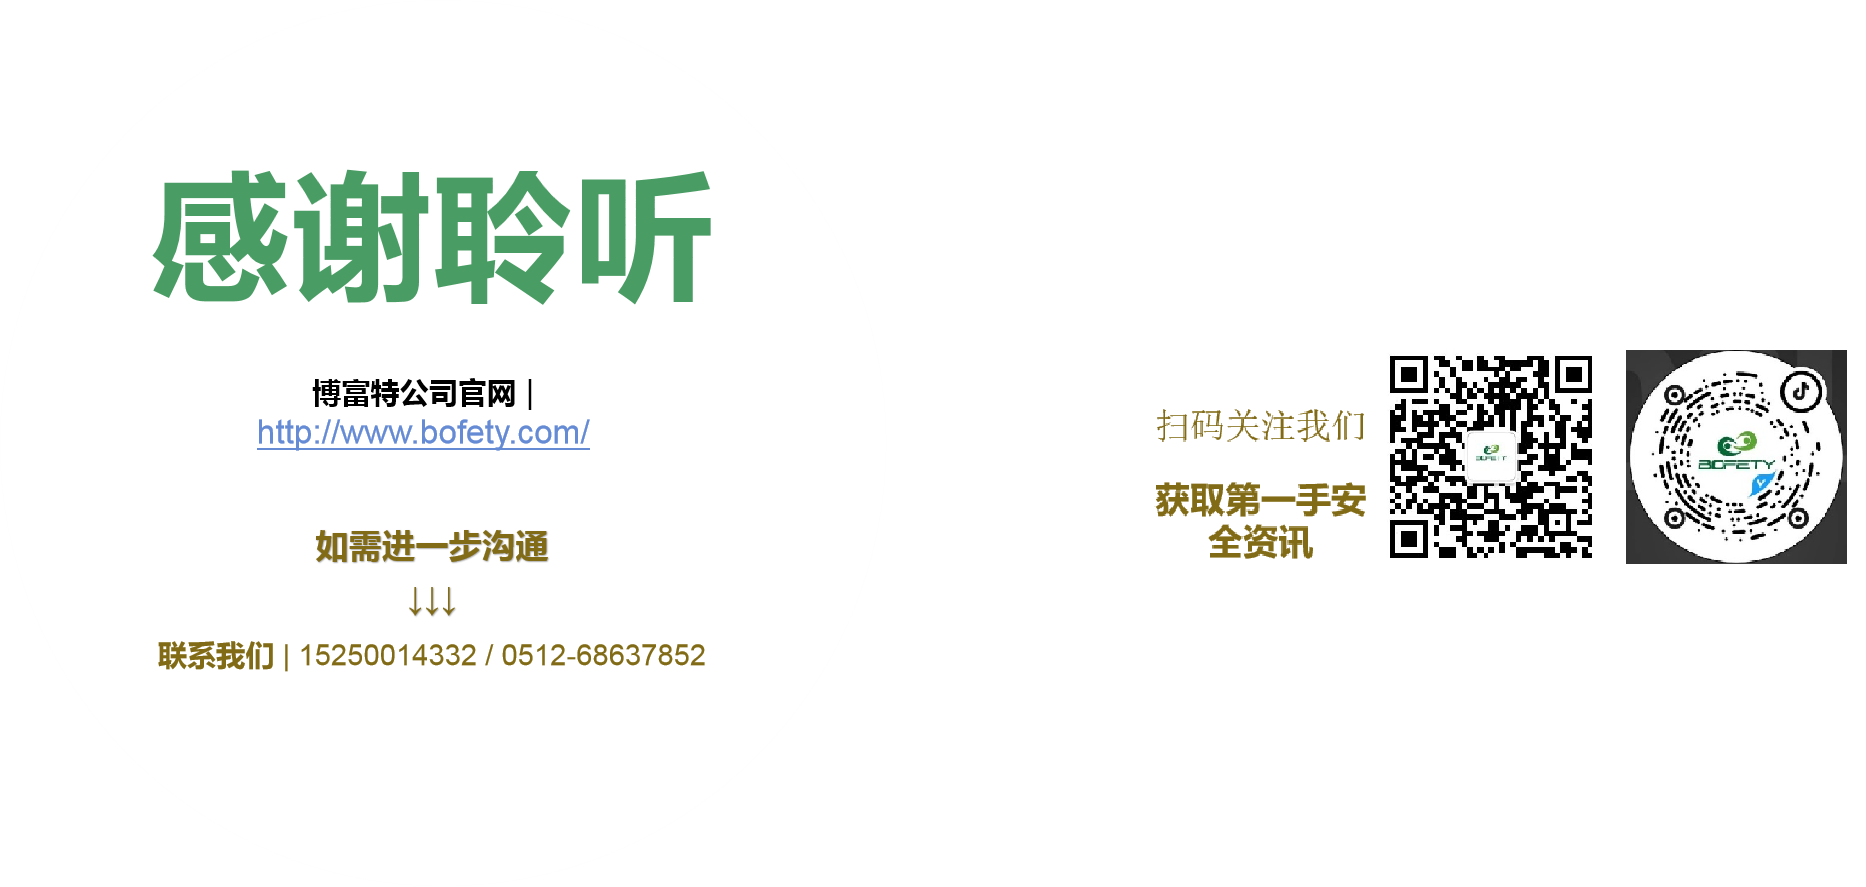 感谢聆听
博富特公司官网 |
http://www.bofety.com/
如需进一步沟通
↓↓↓
联系我们 | 15250014332 / 0512-68637852
扫码关注我们
获取第一手安
全资讯
BOFETY
BOFETY